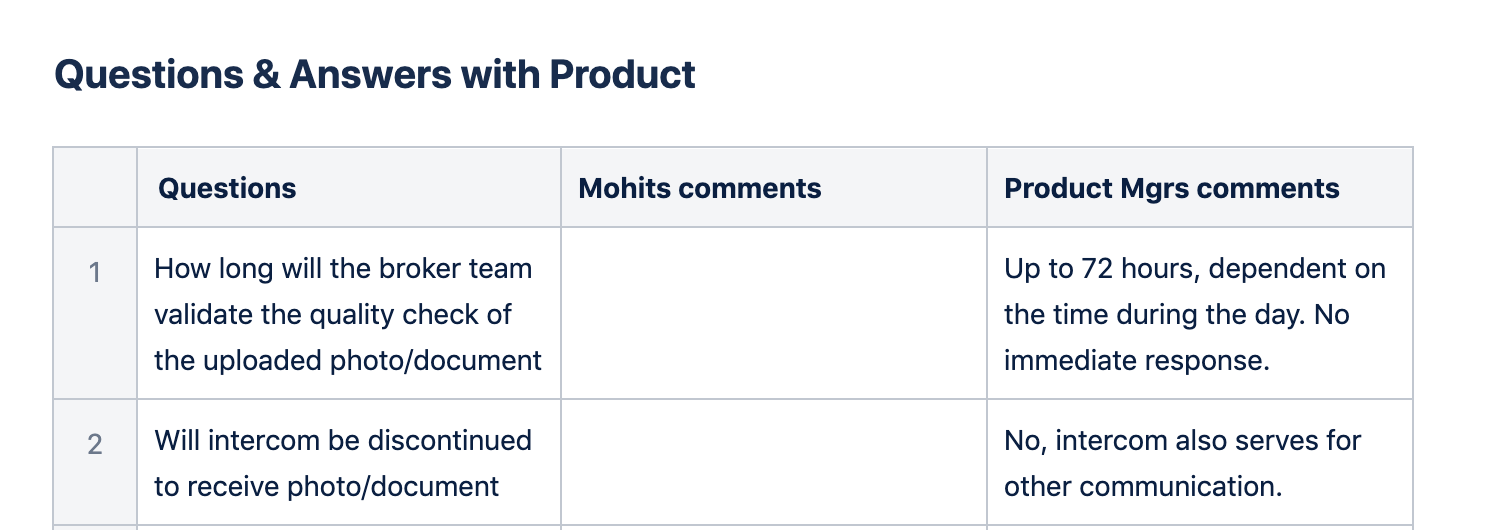 Questions & Answers with Product
Questions
Mohits comments
Product Mgrs comments
1
How long will the broker team
validate the quality check of
the uploaded photo/document
Up to 72 hours, dependent on
the time during the day. No
immediate response.
2
Will intercom be discontinued
to receive photo/document
No, intercom also serves for
other communication.